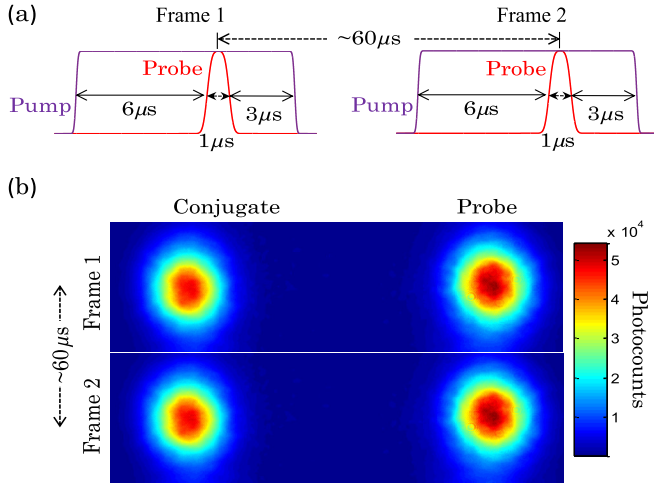 (a)
Frame 1
Frame 2
~60μs
Probe
Probe
Pump
6μs
3μs
Pump
6μs
3μs
1μs
1μs
(b)
Conjugate
Probe
Frame 1
Frame 2
~60μs
x 10⁴
5
4
3
2
1
Photocounts